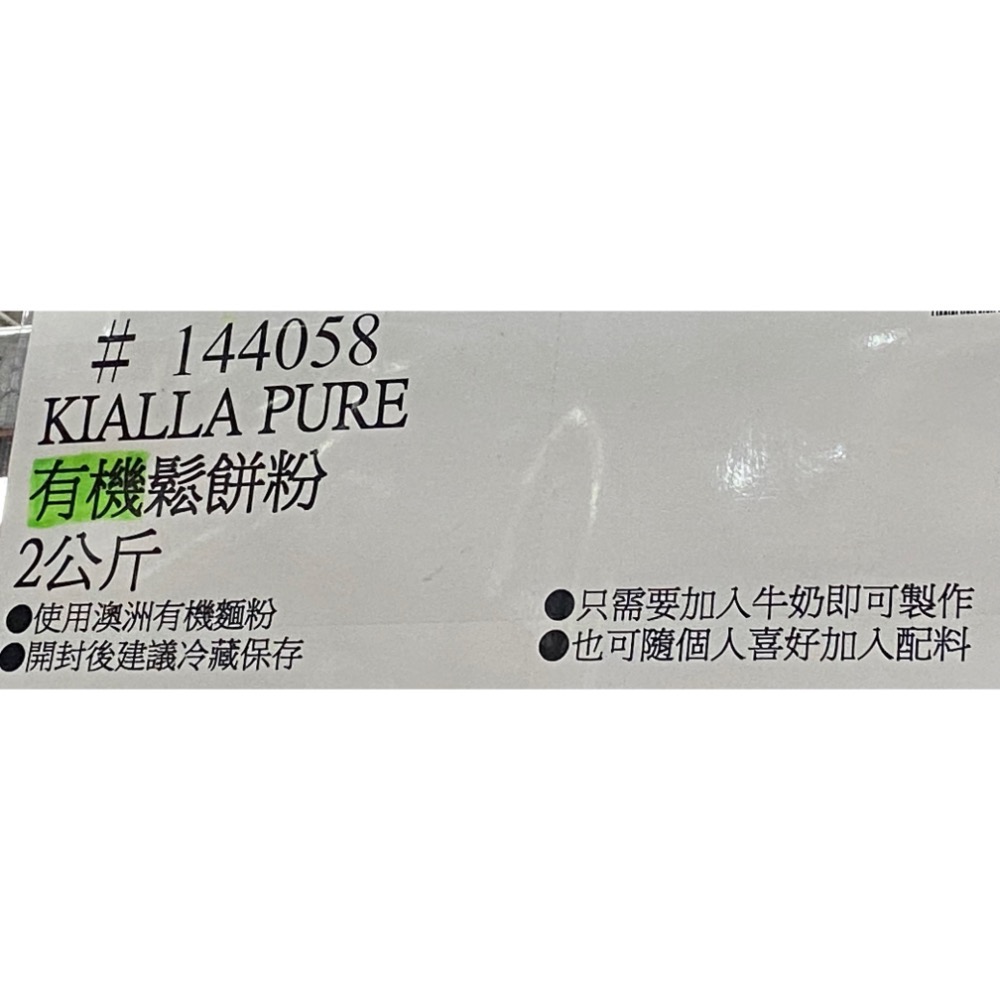 # 144058
KIALLA PURE
有機鬆餅粉
2公斤
●使用澳洲有機麵粉
●開封後建議冷藏保存
●只需要加入牛奶即可製作
●也可隨個人喜好加入配料